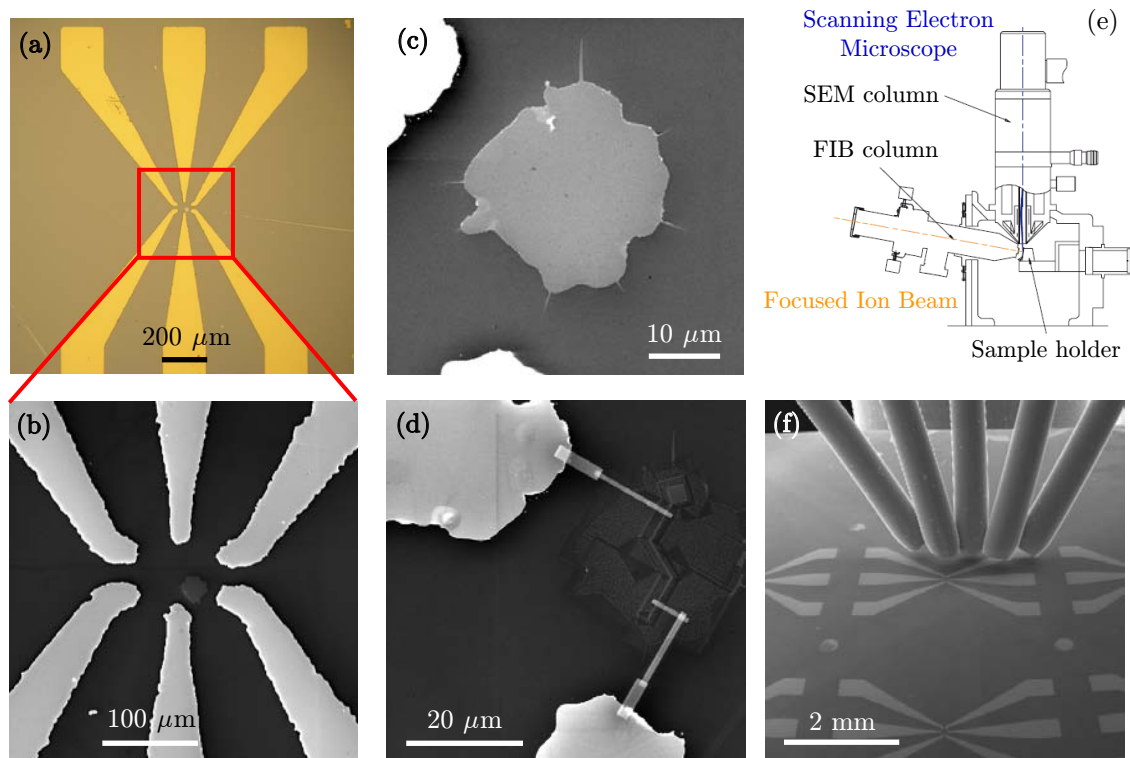 (a)
200 μm
(b)
100 μm
(c)
10 μm
(d)
20 μm
(e)
Scanning Electron
Microscope
SEM column
FIB column
Focused Ion Beam
Sample holder
(f)
2 mm